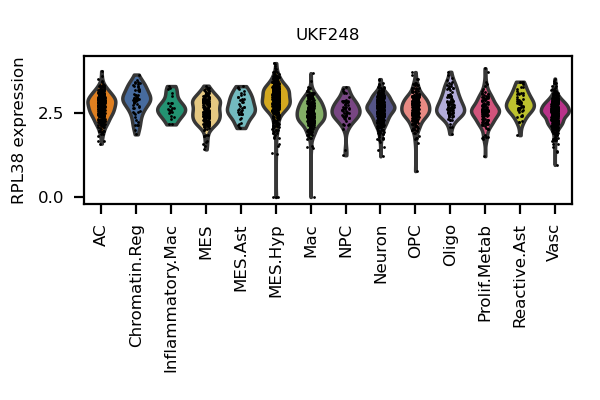 UKF248
RPL38 expression
2.5
0.0
AC
Chromatin.Reg
Inflammatory.Mac
MES
MES.Ast
MES.Hyp
Mac
NPC
Neuron
OPC
Oligo
Prolif.Metab
Reactive.Ast
Vasc